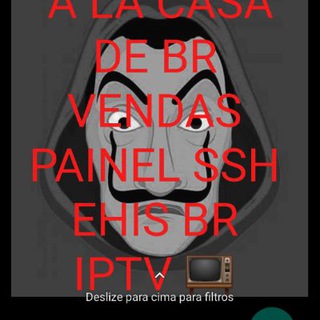 A LA CASA
DE BR
VENDAS
PAINEL SSH
EHIS BR
IPTV 📺
Deslize para cima para filtros